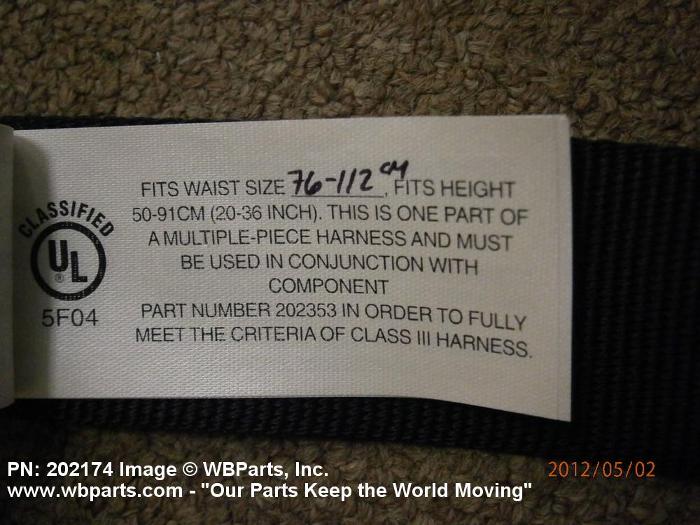 FITS WAIST SIZE 76-112 CM, FITS HEIGHT
50-91CM (20-36 INCH). THIS IS ONE PART OF
A MULTIPLE-PIECE HARNESS AND MUST
BE USED IN CONJUNCTION WITH
COMPONENT
PART NUMBER 202353 IN ORDER TO FULLY
MEET THE CRITERIA OF CLASS III HARNESS.
CLASSIFIED
UL
®
5F04
PN: 202174 Image © WBParts, Inc.
www.wbparts.com - "Our Parts Keep the World Moving"
2012/05/02